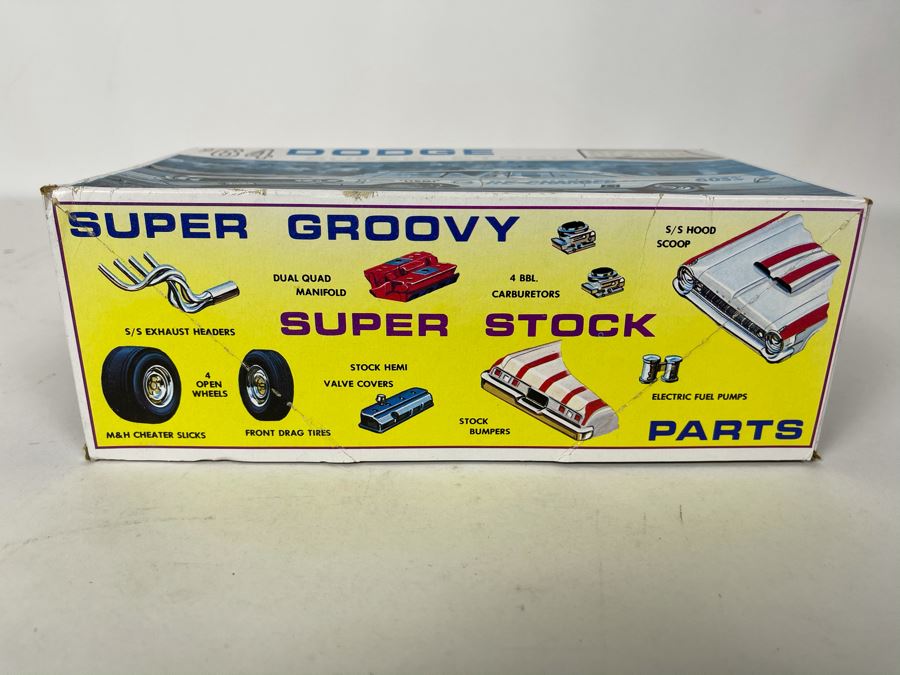 '64 DODGE
SUPER GROOVY
S/S HOOD
SCOOP
DUAL QUAD
MANIFOLD
4 BBL.
CARBURETORS
S/S EXHAUST HEADERS
SUPER STOCK
4
OPEN
WHEELS
STOCK HEMI
VALVE COVERS
ELECTRIC FUEL PUMPS
STOCK
BUMPERS
M&H CHEATER SLICKS
FRONT DRAG TIRES
PARTS